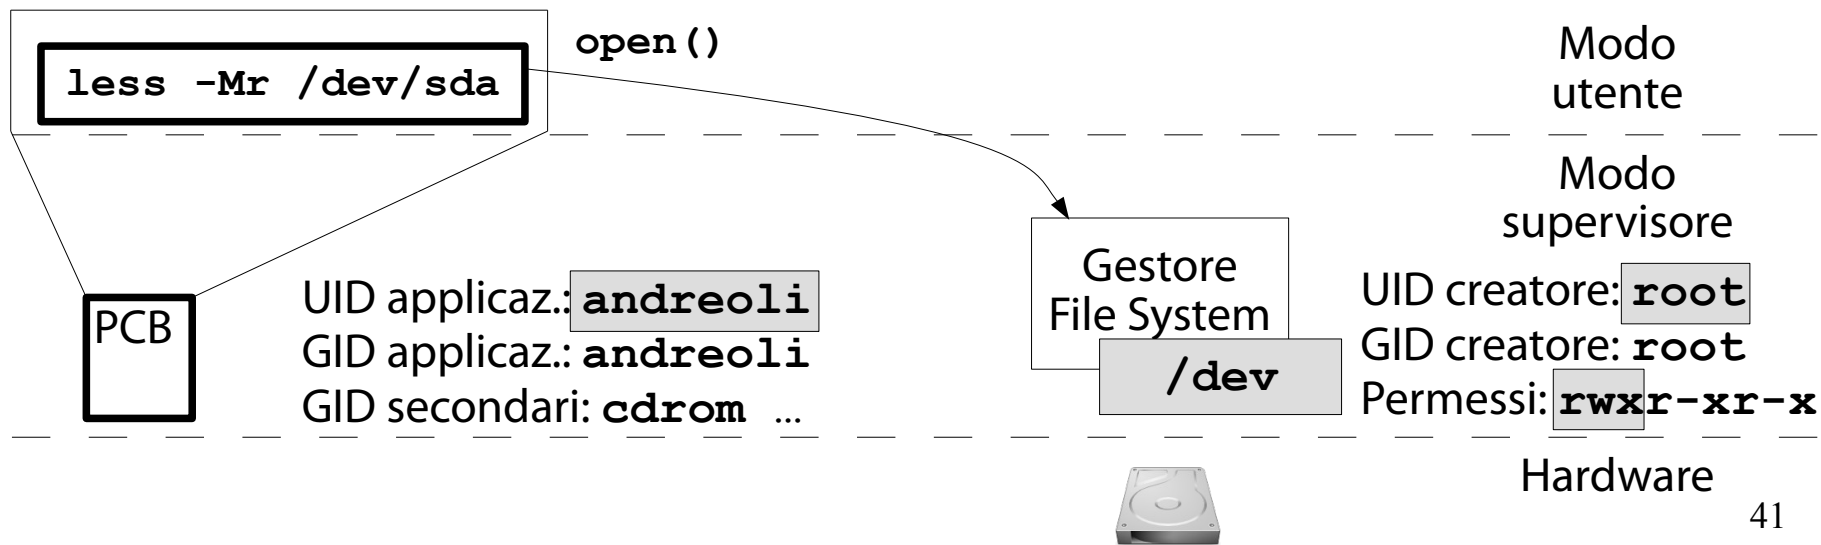 open()
less -Mr /dev/sda
Modo
utente
Modo
supervisore
PCB
UID applicaz.: andreoli
GID applicaz.: andreoli
GID secondari: cdrom ...
Gestore
File System
/dev
UID creatore: root
GID creatore: root
Permessi: rwxr-xr-x
Hardware
41